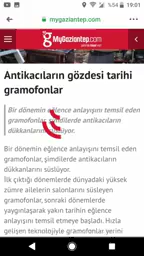 %54 19:01
mygaziantep.com
MyGaziantep.com
Antikacıların gözdesi tarihi
gramofonlar
Bir dönemin eğlence anlayışını temsil eden
gramofonlar, şimdilerde antikacıların
dükkanlarını süslüyor.
Bir dönemin eğlence anlayışını temsil eden
gramofonlar, şimdilerde antikacıların
dükkanlarını süslüyor.
İlk çıktığı dönemlerde dünyadaki yüksek
zümre ailelerin salonlarını süsleyen
gramofonlar, sonraki dönemlerde
yaygınlaşarak yakın tarihin eğlence
anlayışını temsil etmeye başladı. Hızla
gelişen teknolojiyle gramofonlar yerini